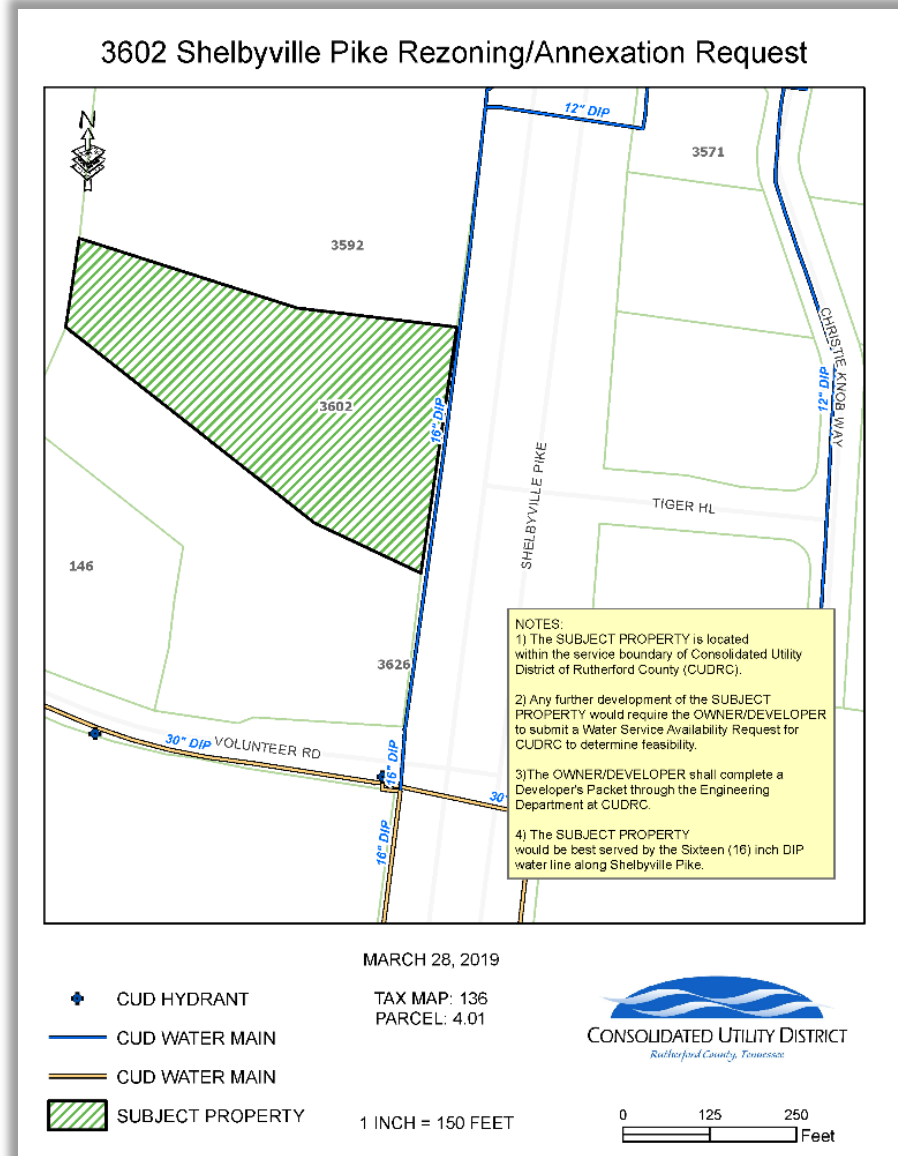 3602 Shelbyville Pike Rezoning/Annexation Request
N
12" DIP
3571
3592
CHRISTIE KNOB WAY
3602
16" DIP
12" DIP
SHELBYVILLE PIKE
TIGER HL
146
3626
NOTES:
1) The SUBJECT PROPERTY is located
within the service boundary of Consolidated Utility
District of Rutherford County (CUDRC).
2) Any further development of the SUBJECT
PROPERTY would require the OWNER/DEVELOPER
to submit a Water Service Availability Request for
CUDRC to determine feasibility.
3)The OWNER/DEVELOPER shall complete a
Developer's Packet through the Engineering
Department at CUDRC.
4) The SUBJECT PROPERTY
would be best served by the Sixteen (16) inch DIP
water line along Shelbyville Pike.
30" DIP
VOLUNTEER RD
16" DIP
30"
16" DIP
MARCH 28, 2019
TAX MAP: 136
PARCEL: 4.01
1 INCH = 150 FEET
CUD HYDRANT
CUD WATER MAIN
CUD WATER MAIN
SUBJECT PROPERTY
CONSOLIDATED UTILITY DISTRICT
Rutherford County, Tennessee
0 125 250
Feet